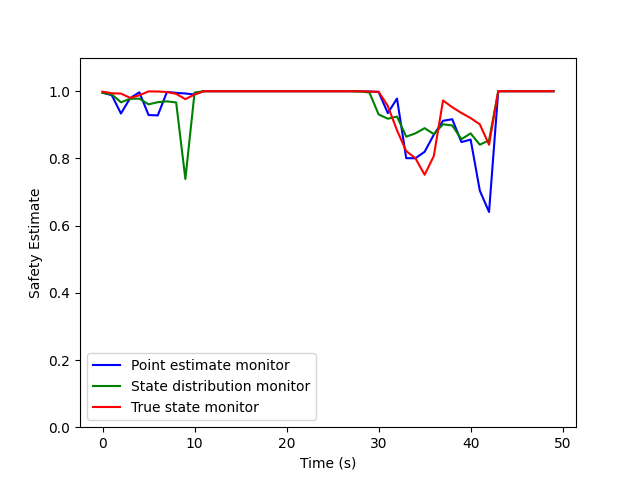 1.0
0.8
0.6
0.4
0.2
0.0
Safety Estimate
Point estimate monitor
State distribution monitor
True state monitor
0 10 20 30 40 50
Time (s)